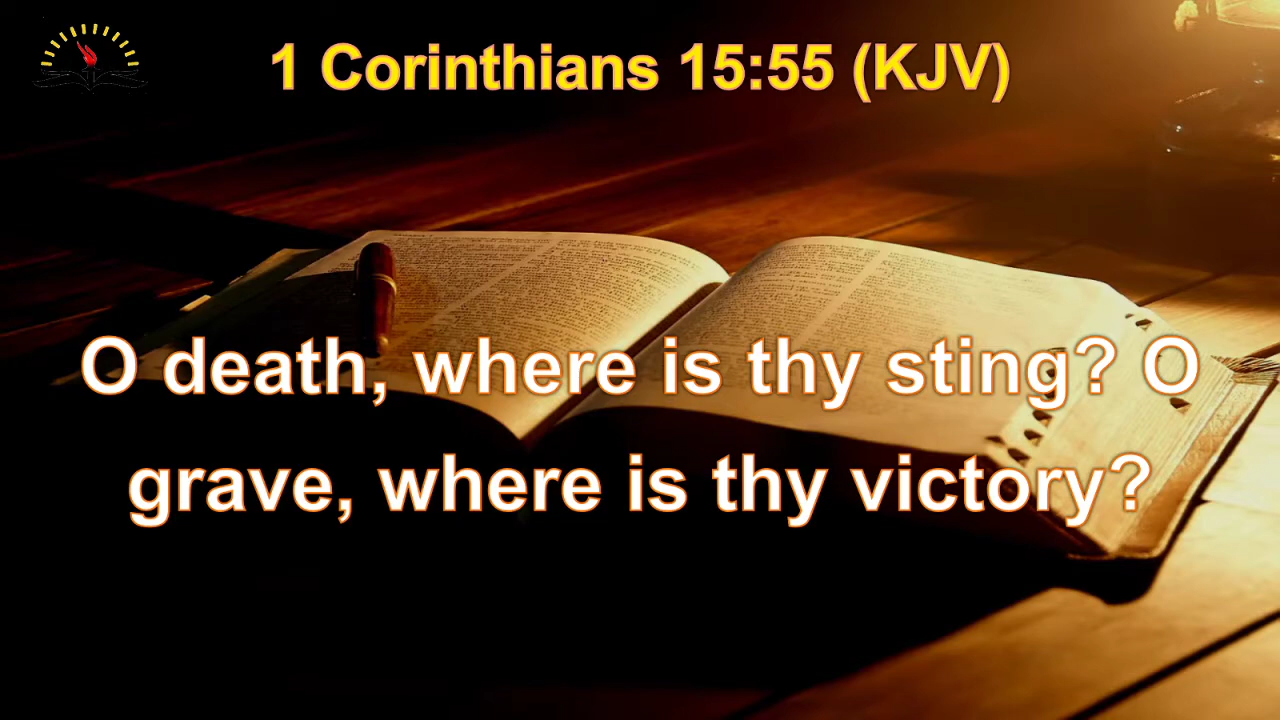 1 Corinthians 15:55 (KJV)
O death, where is thy sting? O
grave, where is thy victory?